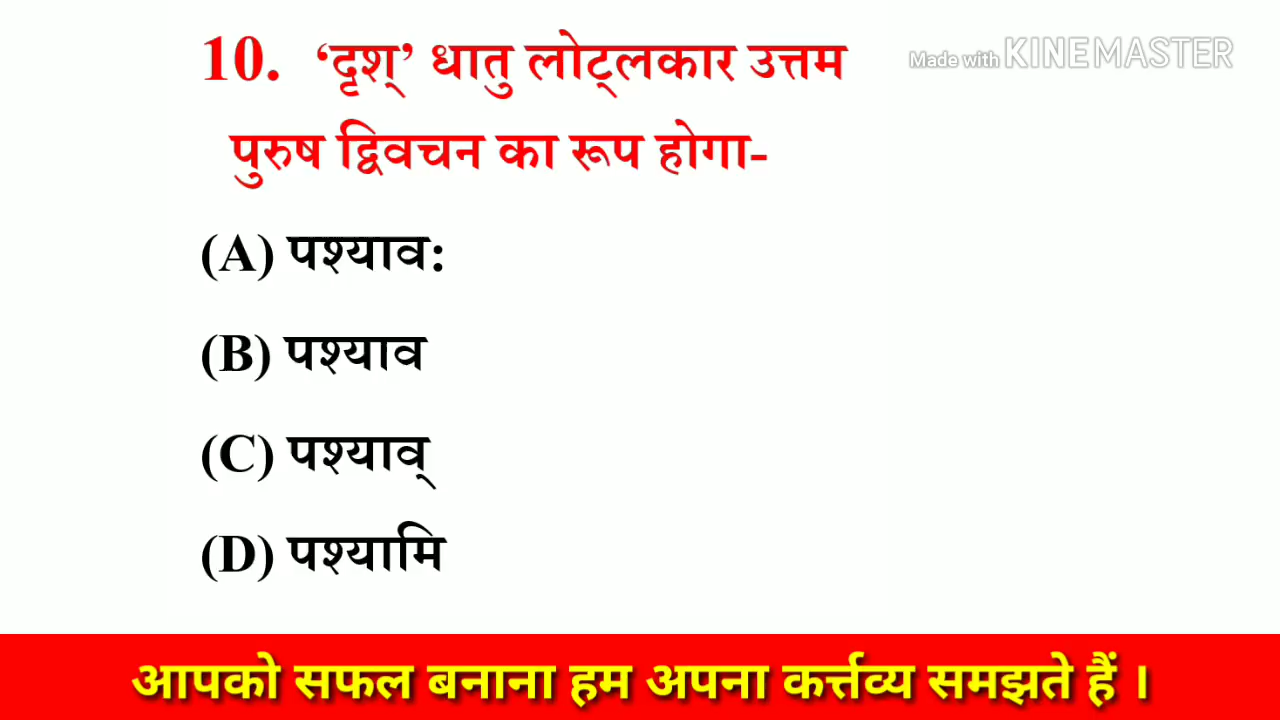 10. ‘दृश्’ धातु लोट्लकार उत्तम
Made with KINEMASTER
पुरुष द्विवचन का रूप होगा-
(A) पश्याव:
(B) पश्याव
(C) पश्याव्
(D) पश्यामि
आपको सफल बनाना हम अपना कर्त्तव्य समझते हैं ।